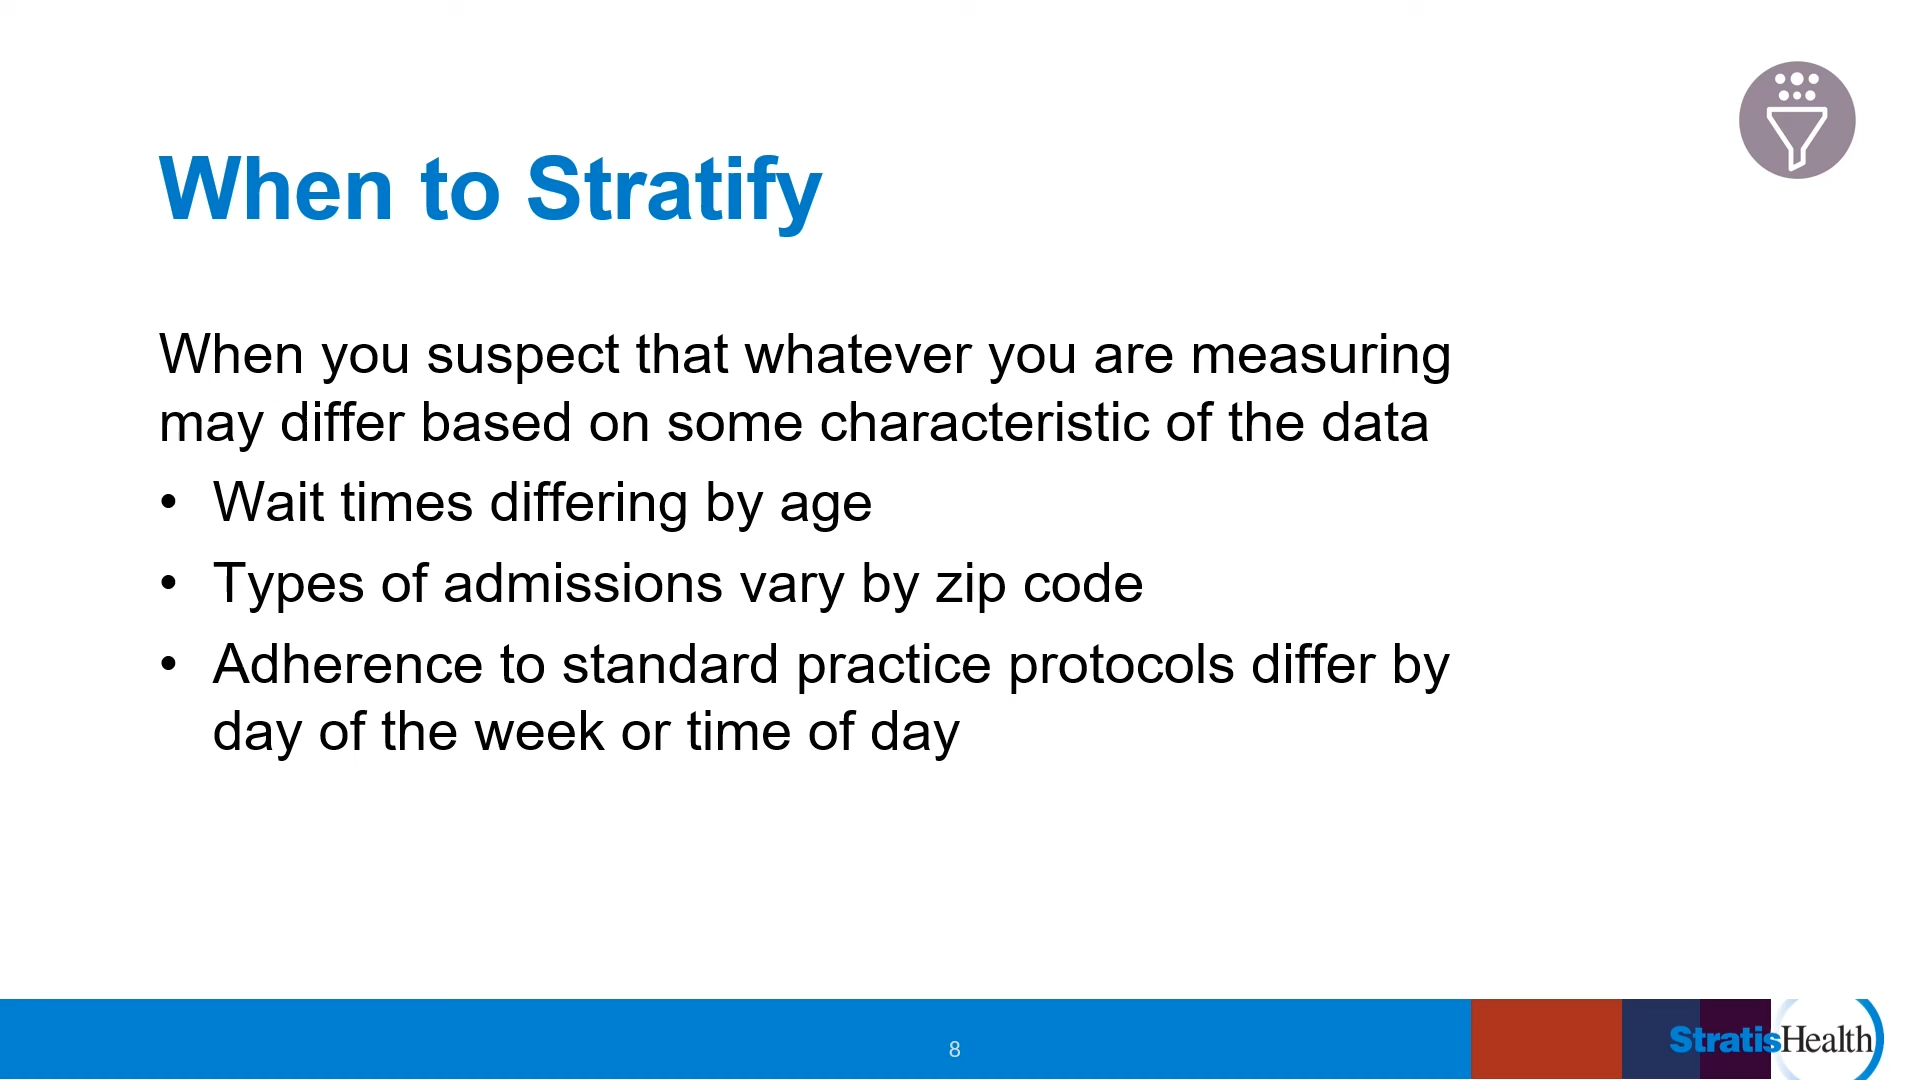 When to Stratify
When you suspect that whatever you are measuring
may differ based on some characteristic of the data
• Wait times differing by age
• Types of admissions vary by zip code
• Adherence to standard practice protocols differ by
day of the week or time of day
8
StratisHealth